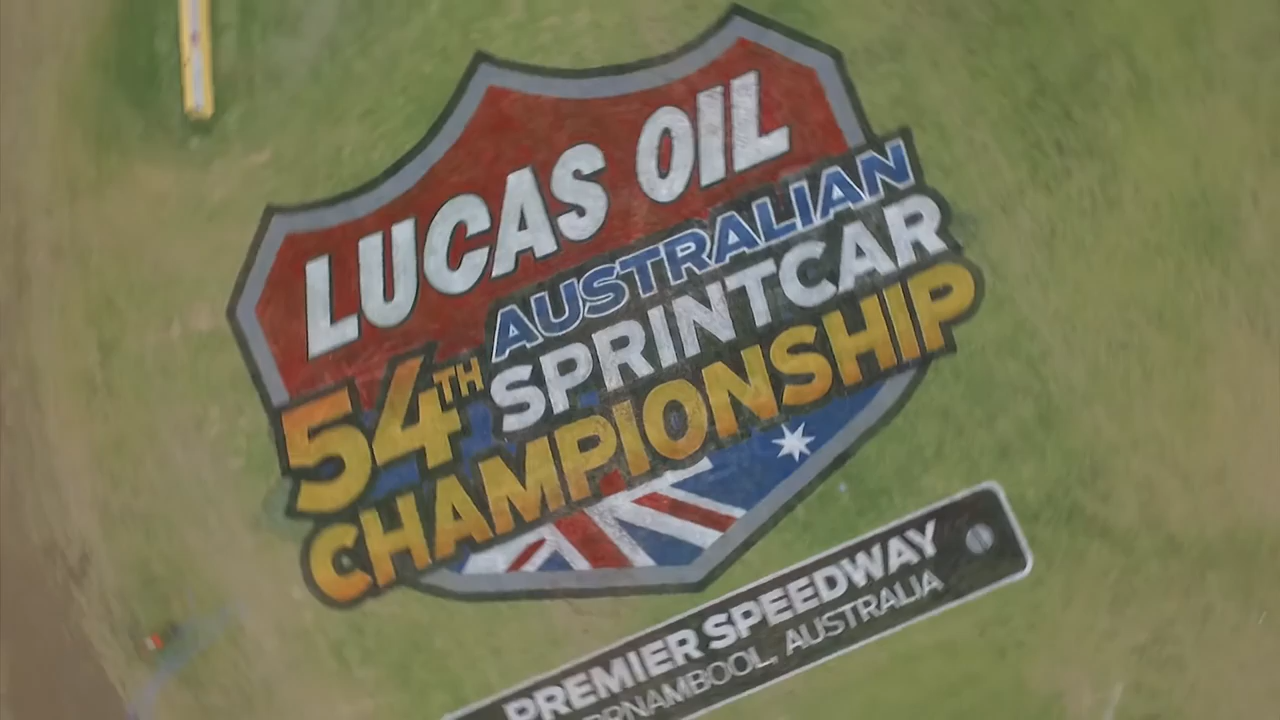 LUCAS OIL
AUSTRALIAN
54TH SPRINTCAR
CHAMPIONSHIP
PREMIER SPEEDWAY
AUSTRALIA